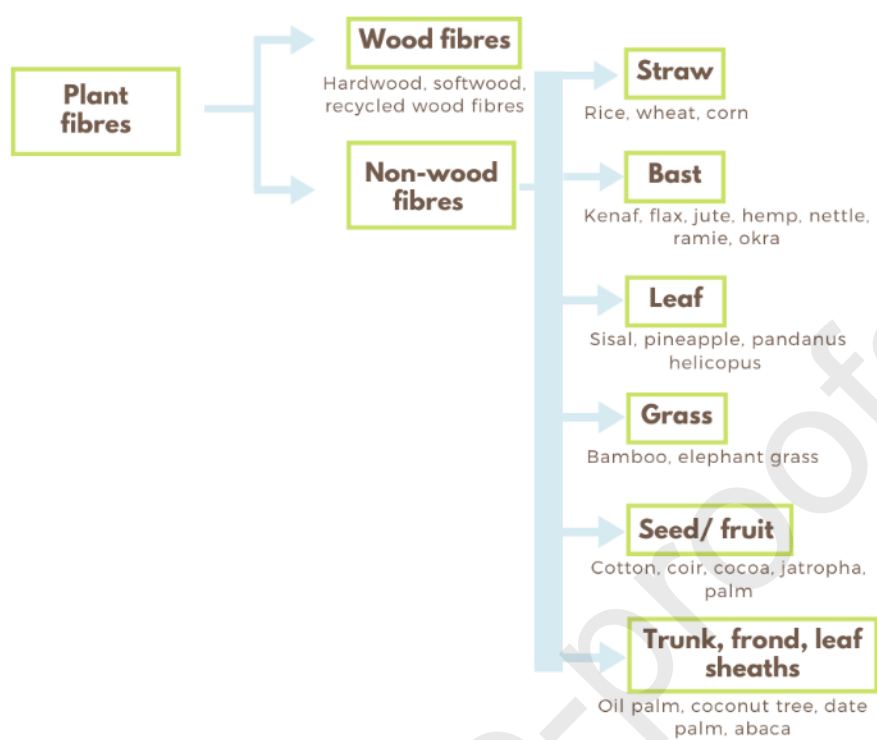 Plant
fibres
Wood fibres
Hardwood, softwood,
recycled wood fibres
Non-wood
fibres
Straw
Rice, wheat, corn
Bast
Kenaf, flax, jute, hemp, nettle,
ramie, okra
Leaf
Sisal, pineapple, pandanus
helicopus
Grass
Bamboo, elephant grass
Seed/ fruit
Cotton, coir, cocoa, jatropha,
palm
Trunk, frond, leaf
sheaths
Oil palm, coconut tree, date
palm, abaca
-proof